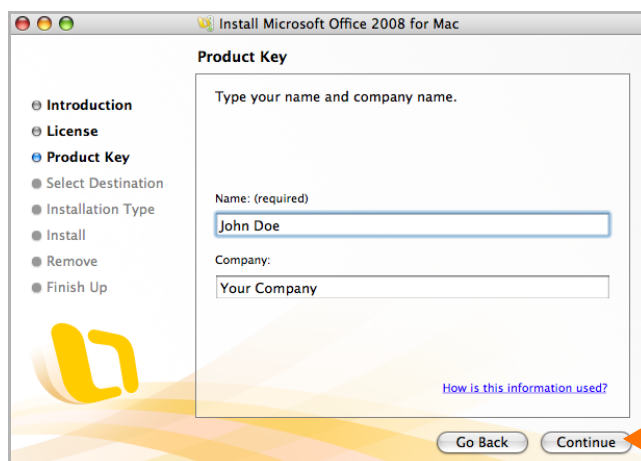 Install Microsoft Office 2008 for Mac
Product Key
Introduction
License
Product Key
Select Destination
Installation Type
Install
Remove
Finish Up
Type your name and company name.
Name: (required)
John Doe
Company:
Your Company
How is this information used?
Go Back
Continue